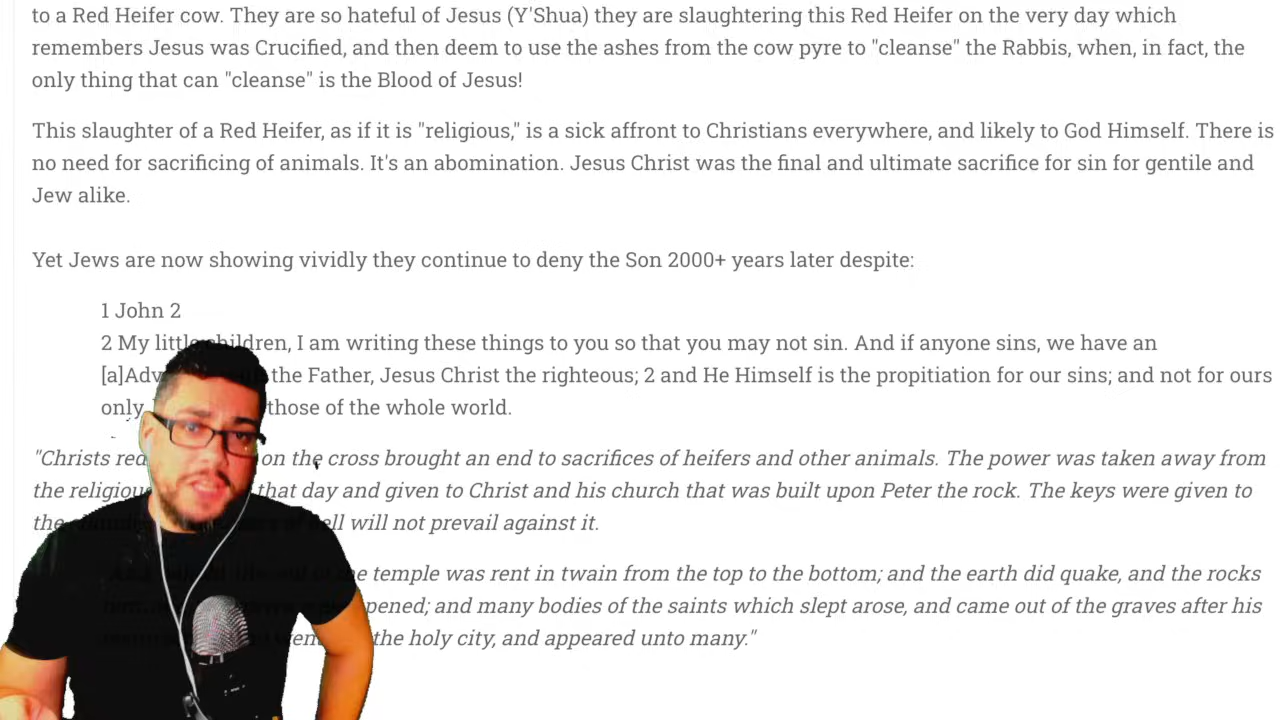 to a Red Heifer cow. They are so hateful of Jesus (Y'Shua) they are slaughtering this Red Heifer on the very day which
remembers Jesus was Crucified, and then deem to use the ashes from the cow pyre to "cleanse" the Rabbis, when, in fact, the
only thing that can "cleanse" is the Blood of Jesus!
This slaughter of a Red Heifer, as if it is "religious," is a sick affront to Christians everywhere, and likely to God Himself. There is
no need for sacrificing of animals. It's an abomination. Jesus Christ was the final and ultimate sacrifice for sin for gentile and
Jew alike.
Yet Jews are now showing vividly they continue to deny the Son 2000+ years later despite:
1 John 2
2 My little children, I am writing these things to you so that you may not sin. And if anyone sins, we have an
[a]Adv the Father, Jesus Christ the righteous; 2 and He Himself is the propitiation for our sins; and not for ours
only those of the whole world.
"Christs red on the cross brought an end to sacrifices of heifers and other animals. The power was taken away from
the religious that day and given to Christ and his church that was built upon Peter the rock. The keys were given to
the hell will not prevail against it.
the temple was rent in twain from the top to the bottom; and the earth did quake, and the rocks
opened; and many bodies of the saints which slept arose, and came out of the graves after his
the holy city, and appeared unto many."